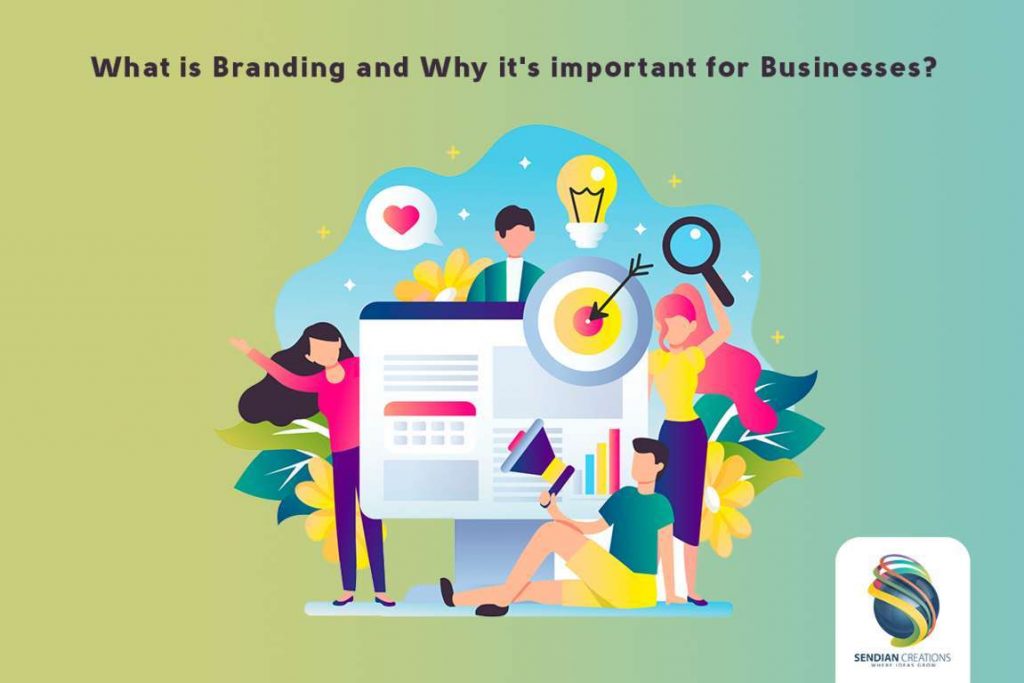 What is Branding and Why it's important for Businesses?
SENDIAN CREATIONS
WHERE IDEAS GROW